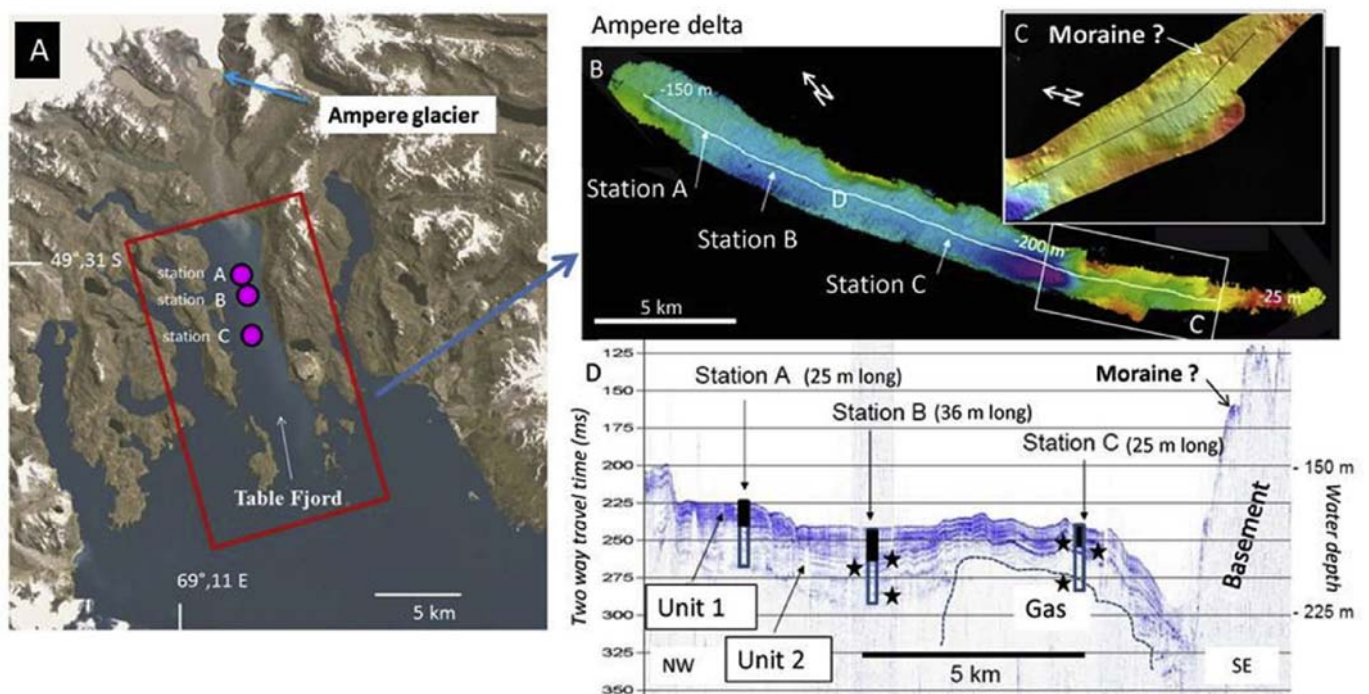 A
Ampere glacier
49°,31 S
station A
station B
station C
Table Fjord
69°,11 E
5 km
Ampere delta
B
-150 m
N
Station A
Station B
D
Station C
-200 m
25 m
C
5 km
C
Moraine ?
N
D
Station A (25 m long)
Station B (36 m long)
Station C (25 m long)
Moraine ?
Two way travel time (ms)
125
150
175
200
225
250
275
300
325
350
- 150 m
Water depth
- 225 m
Basement
Gas
Unit 1
Unit 2
NW
5 km
SE